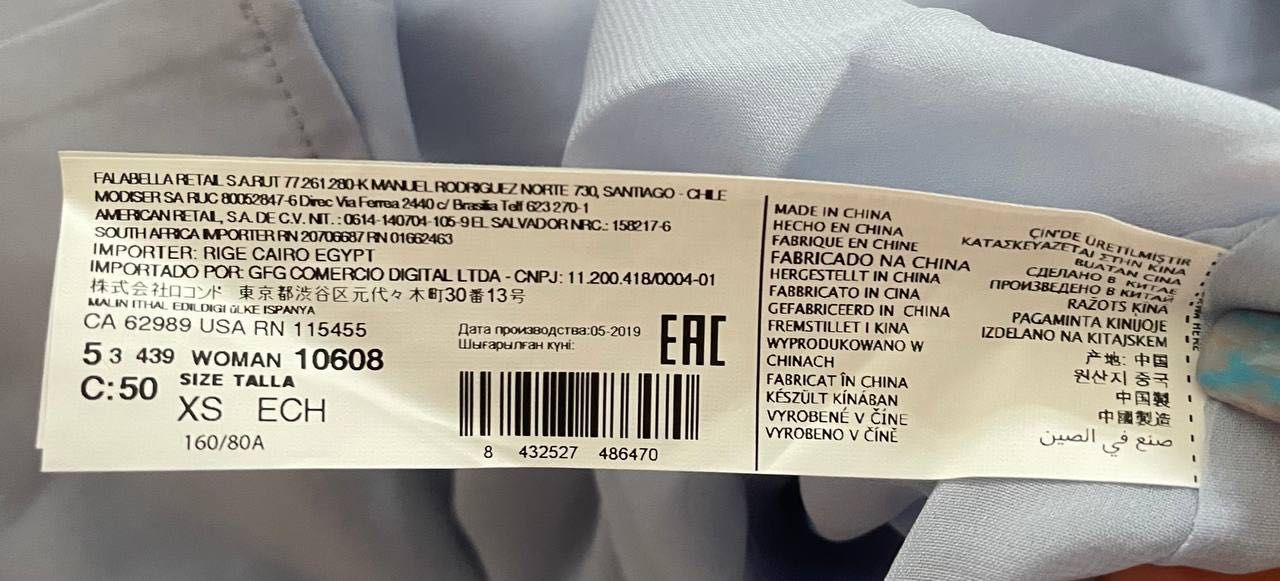 FALABELLA RETAIL S.A.RUT 77.261.280-K MANUEL RODRIGUEZ NORTE 730, SANTIAGO - CHILE
MODISER SA RUC 80052847-6 Direc Via Ferrea 2440 c/ Brasilia Telf 623 270-1
AMERICAN RETAIL, S.A. DE C.V. NIT. : 0614-140704-105-9 EL SALVADOR NRC.: 158217-6
SOUTH AFRICA IMPORTER RN 20706687 RN 01662463
IMPORTER: RIGE CAIRO EGYPT
IMPORTADO POR: GFG COMERCIO DIGITAL LTDA - CNPJ: 11.200.418/0004-01
株式会社ロコンド 東京都渋谷区元代々木町30番13号
MALIN ITHAL EDILDIGI ÜLKE ISPANYA
CA 62989 USA RN 115455
Дата производства:05-2019
Шығарылған күні:
EAC
53 439 WOMAN 10608
C:50 SIZE TALLA
XS ECH
160/80A
8 432527 486470
MADE IN CHINA
HECHO EN CHINA
FABRIQUE EN CHINE
FABRICADO NA CHINA
HERGESTELLT IN CHINA
FABBRICATO IN CINA
GEFABRICEERD IN CHINA
FREMSTILLET I KINA
WYPRODUKOWANO W
CHINACH
FABRICAT ÎN CHINA
KÉSZÜLT KÍNÁBAN
VYROBENÉ V ČÍNE
VYROBENO V ČÍNĚ
ÇIN'DE ÜRETILMIŞTIR
ΚΑΤΑΣΚΕΥΑΖΕΤΑΙ ΣΤΗΝ ΚΙΝΑ
BUATAN CINA
СДЕЛАНО В КИТАЕ
ПРОИЗВЕДЕНО В КИТАЙ
RAŽOTS ĶĪNA
PAGAMINTA KINIJOJE
IZDELANO NA KITAJSKEM
产地: 中国
원산지 중국
中国製
中國製造
صنع في الصين